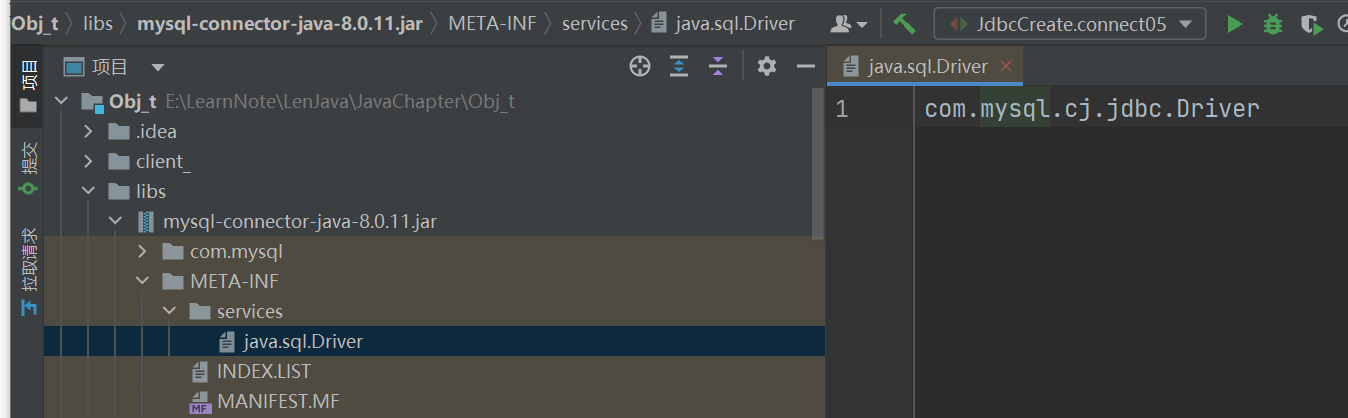 Obj_t 〉 libs 〉 mysql-connector-java-8.0.11.jar 〉 META-INF 〉 services 〉 java.sql.Driver
JdbcCreate.connect05
项目
提交
拉取请求
项目
Obj_t E:\LearnNote\LenJava\JavaChapter\Obj_t
.idea
client_
libs
mysql-connector-java-8.0.11.jar
com.mysql
META-INF
services
java.sql.Driver
INDEX.LIST
MF MANIFEST.MF
java.sql.Driver
1 com.mysql.cj.jdbc.Driver